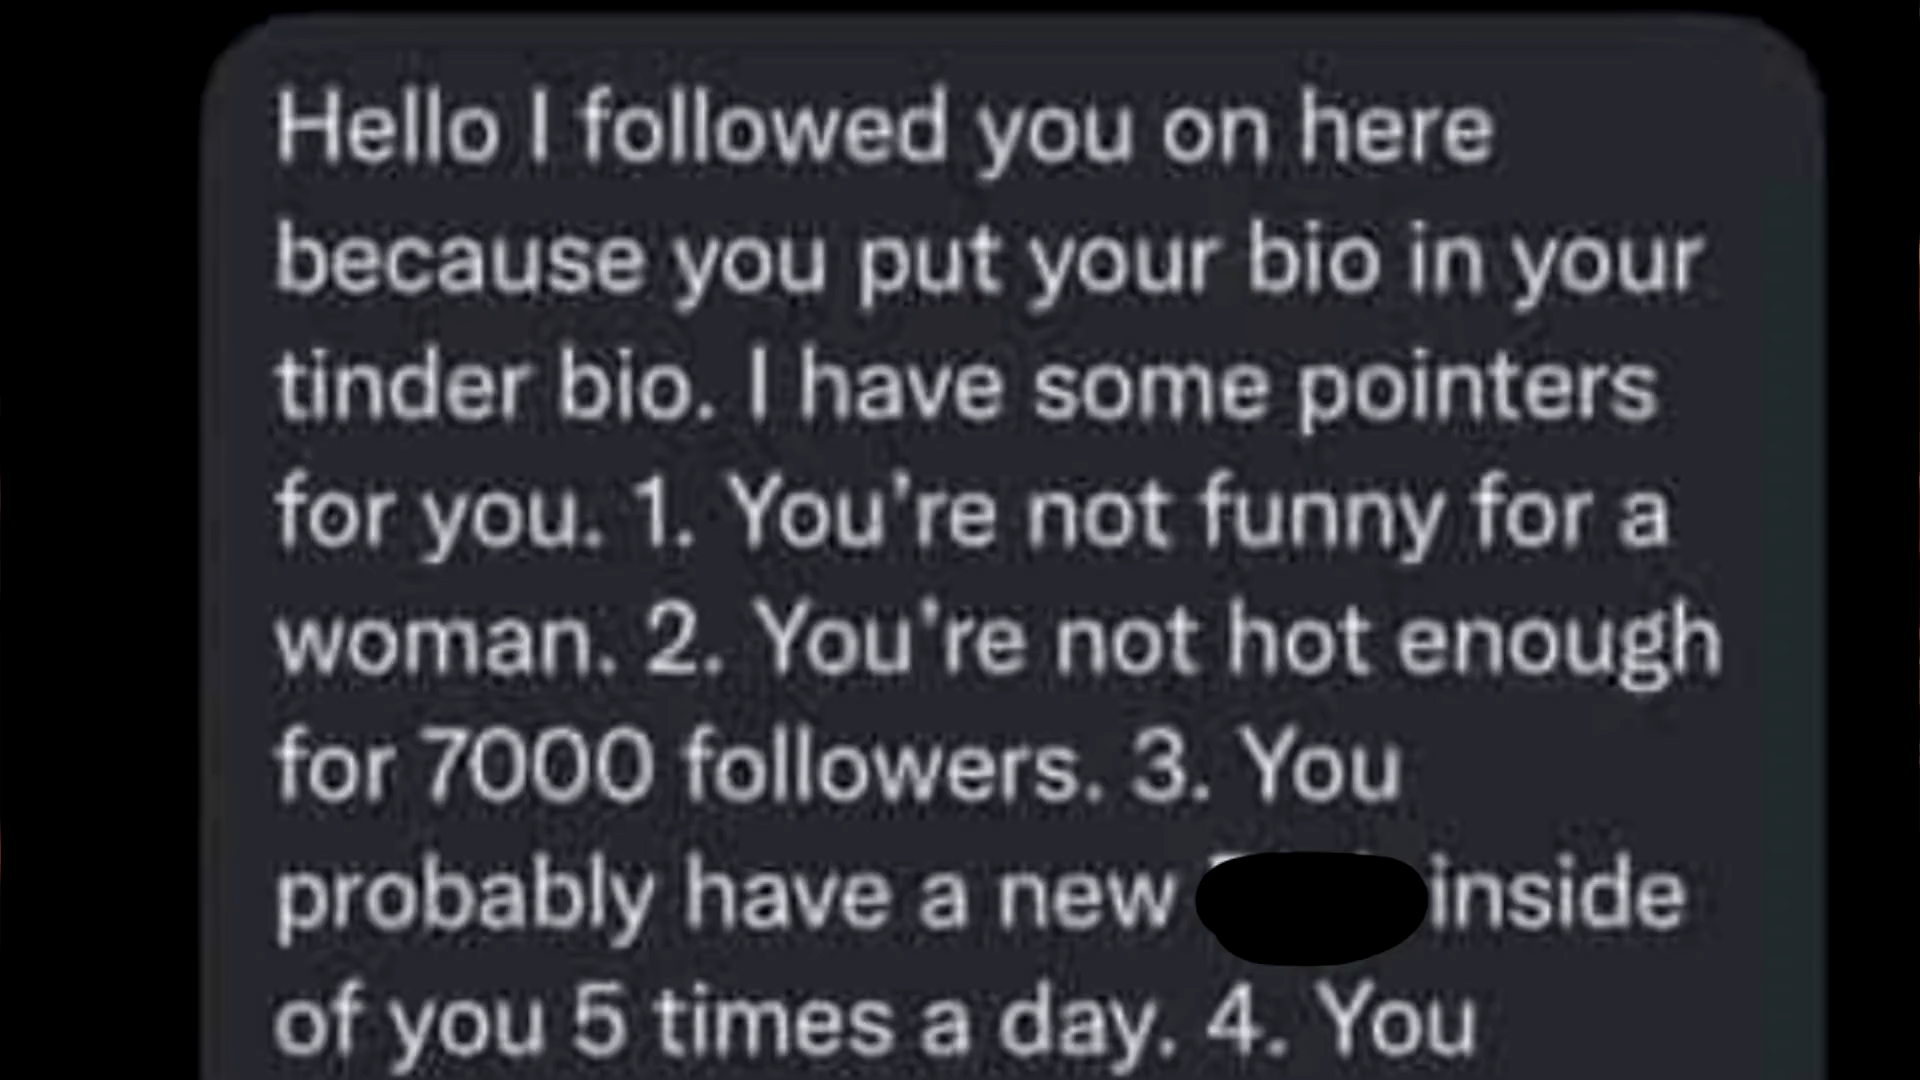 Hello I followed you on here
because you put your bio in your
tinder bio. I have some pointers
for you. 1. You're not funny for a
woman. 2. You're not hot enough
for 7000 followers. 3. You
probably have a new inside
of you 5 times a day. 4. You